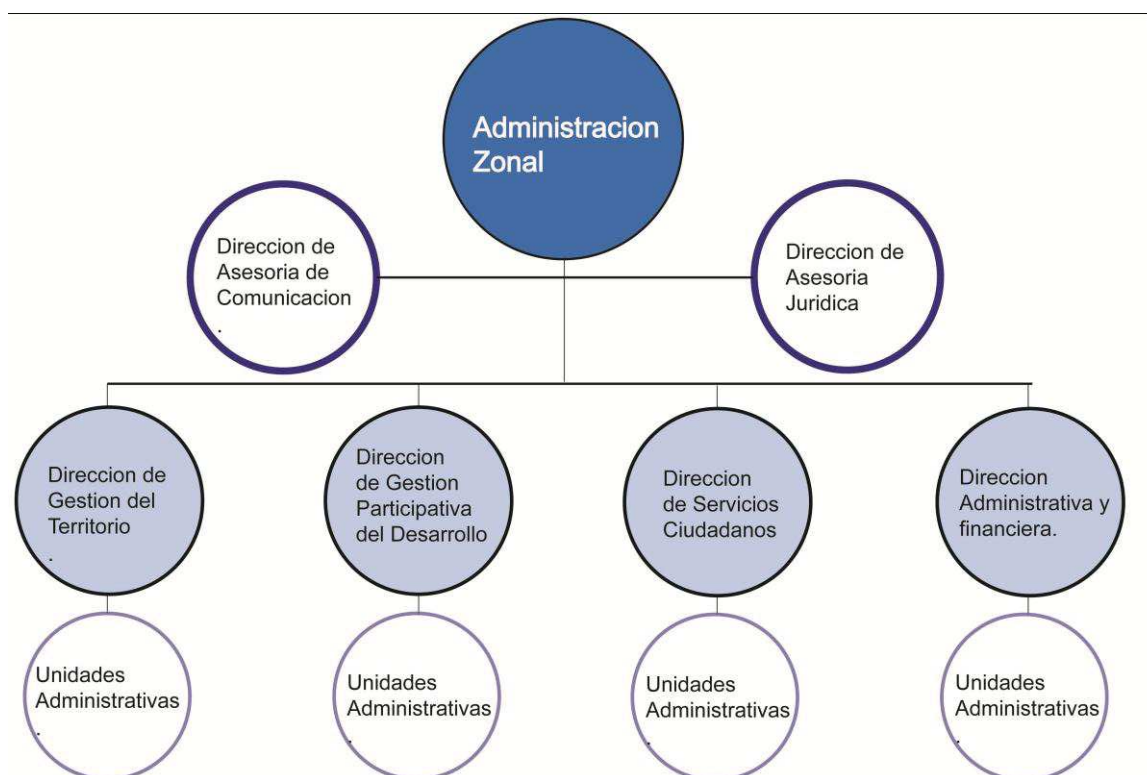 Administracion
Zonal
Direccion de
Asesoria de
Comunicacion
.
Direccion de
Asesoria
Juridica
Direccion de
Gestion del
Territorio
.
Direccion
de Gestion
Participativa
del Desarrollo
Direccion
de Servicios
Ciudadanos
Direccion
Administrativa y
financiera.
Unidades
Administrativas
.
Unidades
Administrativas
.
Unidades
Administrativas
.
Unidades
Administrativas
.